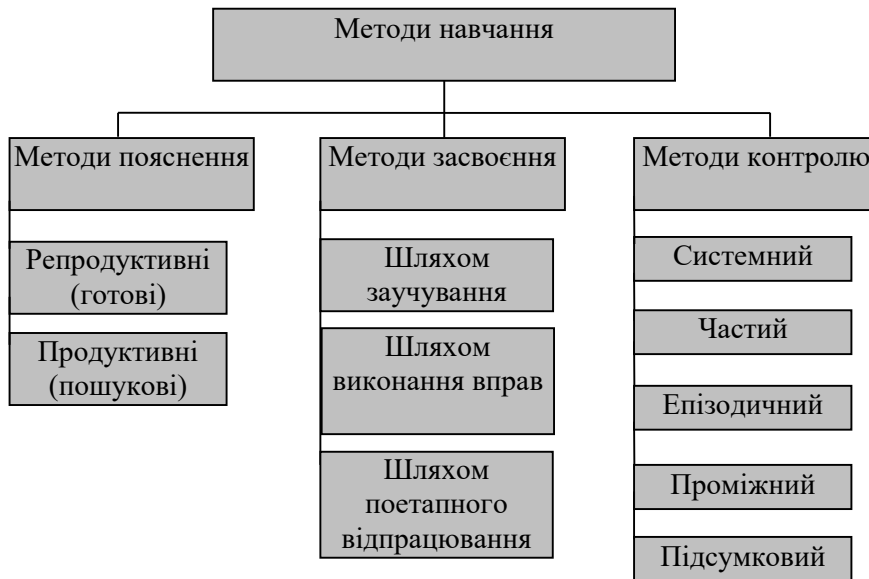 Методи навчання
Методи пояснення
Репродуктивні
(готові)
Продуктивні
(пошукові)
Методи засвоєння
Шляхом
заучування
Шляхом
виконання вправ
Шляхом
поетапного
відпрацювання
Методи контролю
Системний
Частий
Епізодичний
Проміжний
Підсумковий